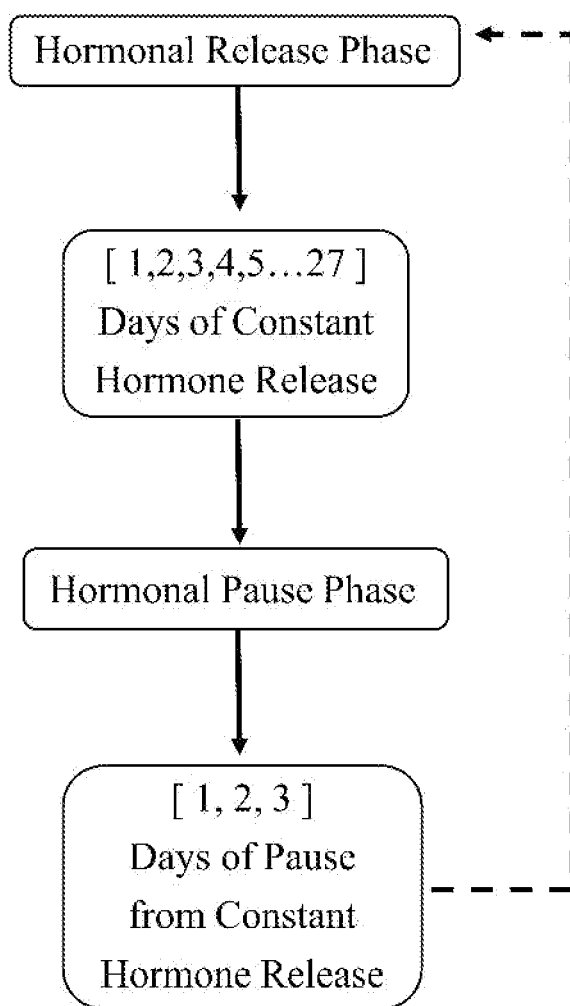 Hormonal Release Phase
[ 1,2,3,4,5...27 ]
Days of Constant
Hormone Release
Hormonal Pause Phase
[ 1, 2, 3 ]
Days of Pause
from Constant
Hormone Release